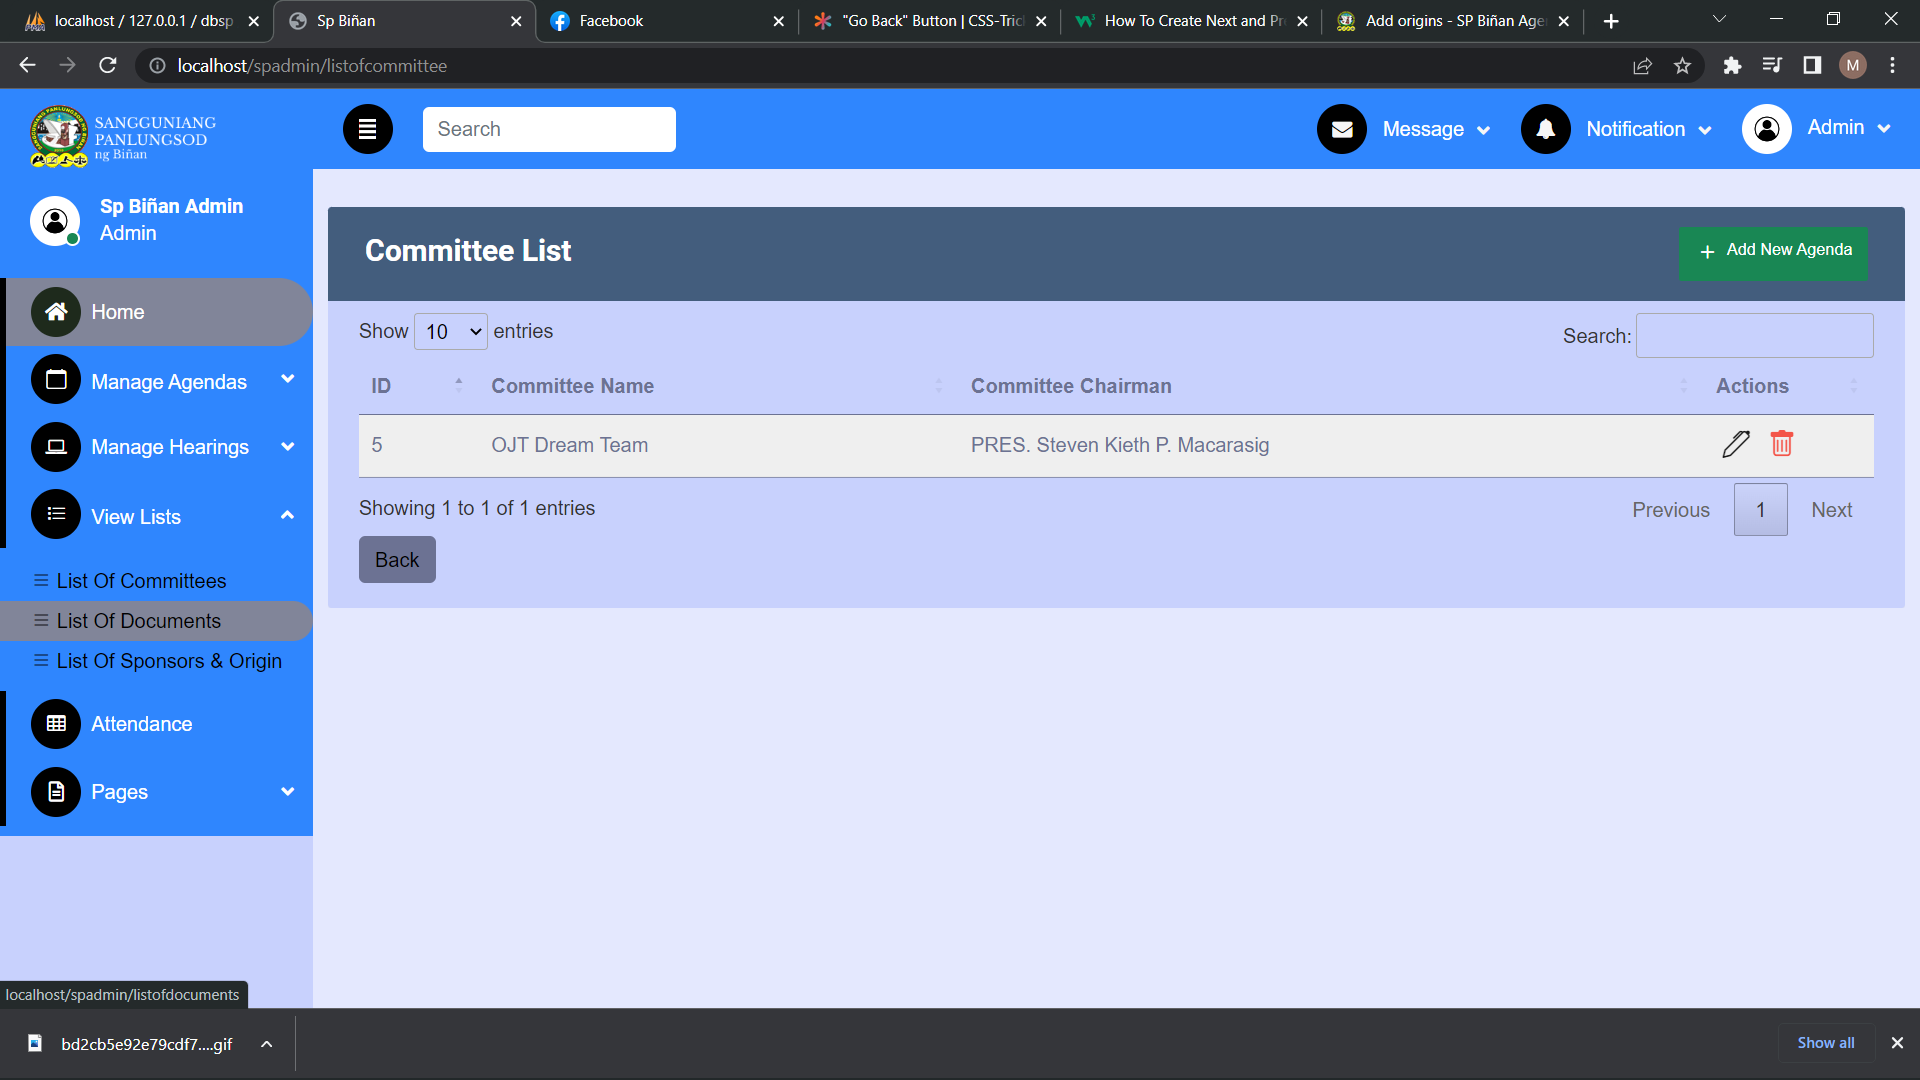 localhost / 127.0.0.1 / dbsp
Sp Biñan
Facebook
"Go Back" Button | CSS-Tric
How To Create Next and Pr
Add origins - SP Biñan Age
localhost/spadmin/listofcommittee
M
SANGGUNIANG
PANLUNGSOD
ng Biñan
Search
Message
Notification
Admin
Sp Biñan Admin
Admin
Home
Manage Agendas
Manage Hearings
View Lists
List Of Committees
List Of Documents
List Of Sponsors & Origin
Attendance
Pages
Committee List
Add New Agenda
Show 10 entries
Search:
ID Committee Name Committee Chairman Actions
5 OJT Dream Team PRES. Steven Kieth P. Macarasig
Showing 1 to 1 of 1 entries
Previous 1 Next
Back
localhost/spadmin/listofdocuments
bd2cb5e92e79cdf7....gif
Show all